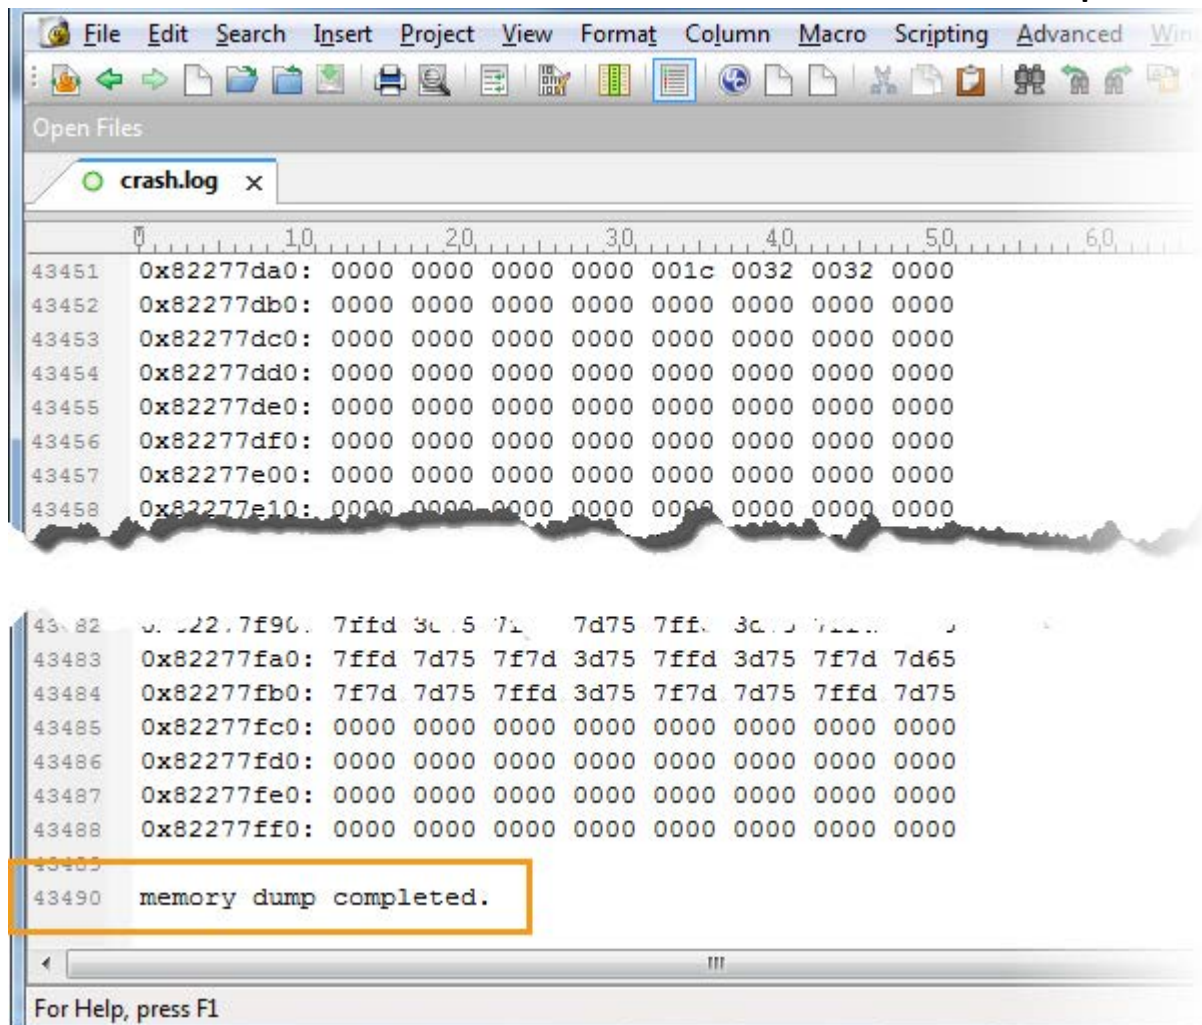 File Edit Search Insert Project View Format Column Macro Scripting Advanced
Open Files
crash.log
10 20 30 40 50 60
43451 0x82277da0: 0000 0000 0000 0000 001c 0032 0032 0000
43452 0x82277db0: 0000 0000 0000 0000 0000 0000 0000 0000
43453 0x82277dc0: 0000 0000 0000 0000 0000 0000 0000 0000
43454 0x82277dd0: 0000 0000 0000 0000 0000 0000 0000 0000
43455 0x82277de0: 0000 0000 0000 0000 0000 0000 0000 0000
43456 0x82277df0: 0000 0000 0000 0000 0000 0000 0000 0000
43457 0x82277e00: 0000 0000 0000 0000 0000 0000 0000 0000
43458 0x82277e10: 0000 0000 0000 0000 0000 0000 0000 0000
7ffd 7d75
43483 0x82277fa0: 7ffd 7d75 7f7d 3d75 7ffd 3d75 7f7d 7d65
43484 0x82277fb0: 7f7d 7d75 7ffd 3d75 7f7d 7d75 7ffd 7d75
43485 0x82277fc0: 0000 0000 0000 0000 0000 0000 0000 0000
43486 0x82277fd0: 0000 0000 0000 0000 0000 0000 0000 0000
43487 0x82277fe0: 0000 0000 0000 0000 0000 0000 0000 0000
43488 0x82277ff0: 0000 0000 0000 0000 0000 0000 0000 0000
43489
43490 memory dump completed.
For Help, press F1